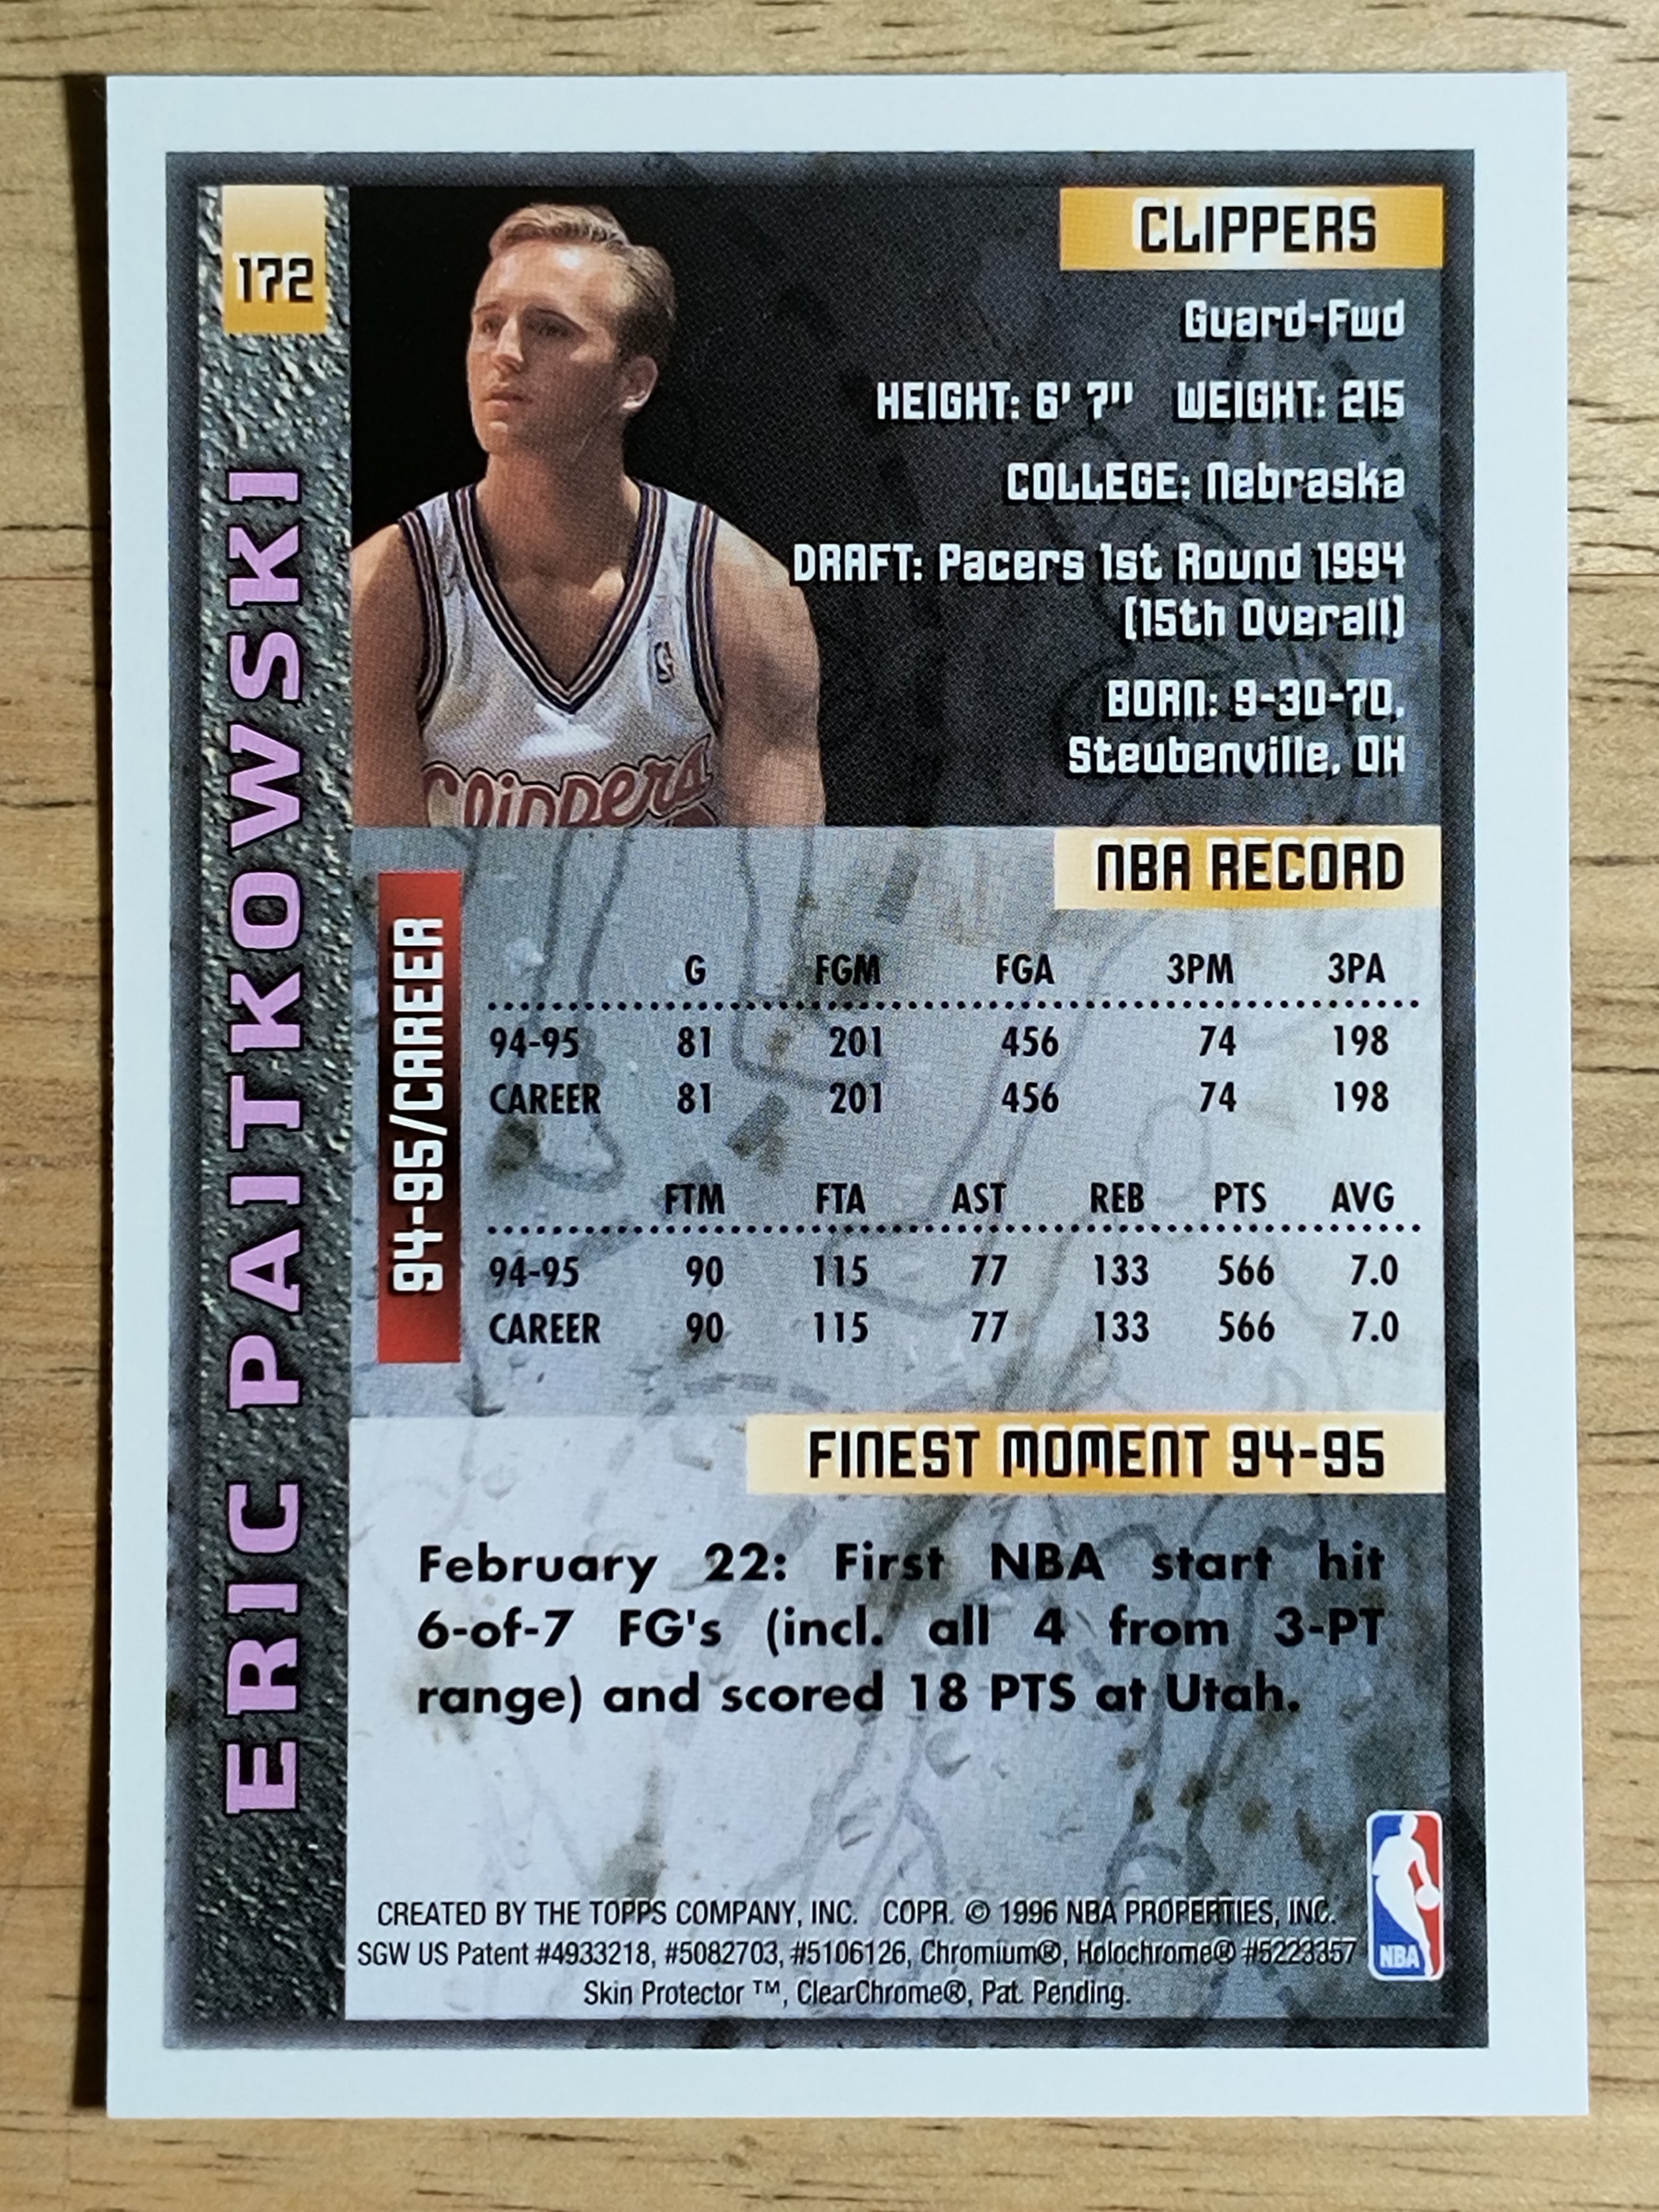 172
ERIC PAITKOWSKI
CLIPPERS
Guard-Fwd
HEIGHT: 6' 7" WEIGHT: 215
COLLEGE: Nebraska
DRAFT: Pacers 1st Round 1994
(15th Overall)
BORN: 9-30-70,
Steubenville, OH
Clippers
NBA RECORD
94-95/CAREER
G FGM FGA 3PM 3PA
94-95 81 201 456 74 198
CAREER 81 201 456 74 198
FTM FTA AST REB PTS AVG
94-95 90 115 77 133 566 7.0
CAREER 90 115 77 133 566 7.0
FINEST MOMENT 94-95
February 22: First NBA start hit
6-of-7 FG's (incl. all 4 from 3-PT
range) and scored 18 PTS at Utah.
CREATED BY THE TOPPS COMPANY, INC. COPR. © 1996 NBA PROPERTIES, INC.
SGW US Patent #4933218, #5082703, #5106126, Chromium®, Holochrome® #5223357
Skin Protector ™, ClearChrome®, Pat. Pending.
NBA